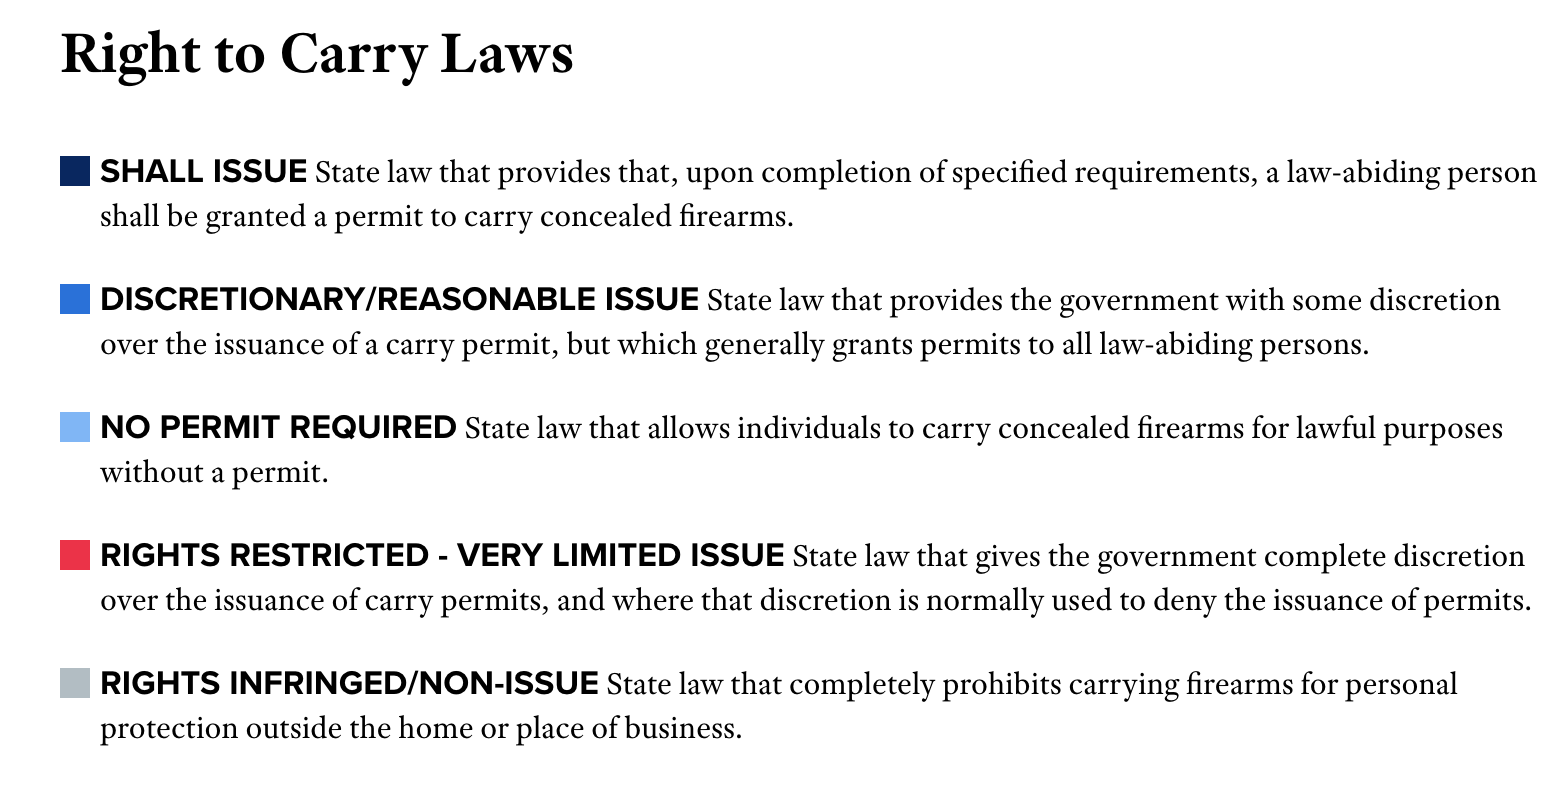 Right to Carry Laws
SHALL ISSUE State law that provides that, upon completion of specified requirements, a law-abiding person
shall be granted a permit to carry concealed firearms.
DISCRETIONARY/REASONABLE ISSUE State law that provides the government with some discretion
over the issuance of a carry permit, but which generally grants permits to all law-abiding persons.
NO PERMIT REQUIRED State law that allows individuals to carry concealed firearms for lawful purposes
without a permit.
RIGHTS RESTRICTED - VERY LIMITED ISSUE State law that gives the government complete discretion
over the issuance of carry permits, and where that discretion is normally used to deny the issuance of permits.
RIGHTS INFRINGED/NON-ISSUE State law that completely prohibits carrying firearms for personal
protection outside the home or place of business.